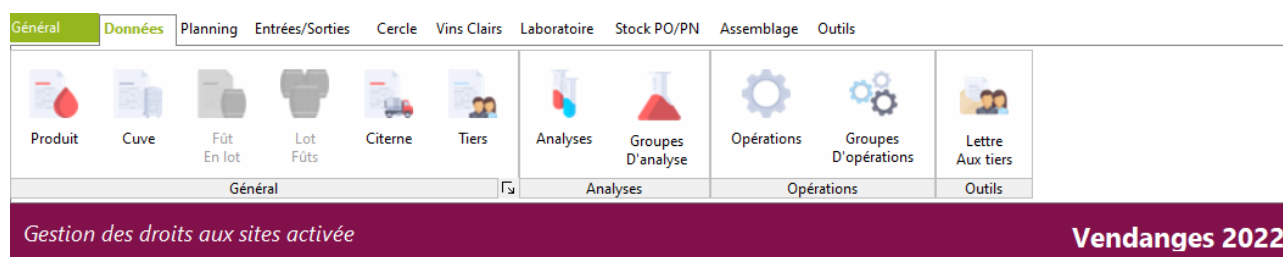 Général Données Planning Entrées/Sorties Cercle Vins Clairs Laboratoire Stock PO/PN Assemblage Outils
Produit Cuve Fût En lot Lot Fûts Citerne Tiers Analyses Groupes D'analyse Opérations Groupes D'opérations Lettre Aux tiers
Général Analyses Opérations Outils
Gestion des droits aux sites activée Vendanges 2022